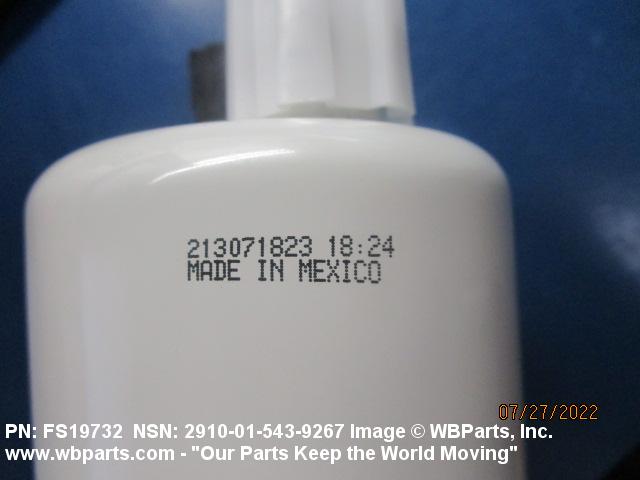 213071823 18:24
MADE IN MEXICO
07/27/2022
PN: FS19732 NSN: 2910-01-543-9267 Image © WBParts, Inc.
www.wbparts.com - "Our Parts Keep the World Moving"